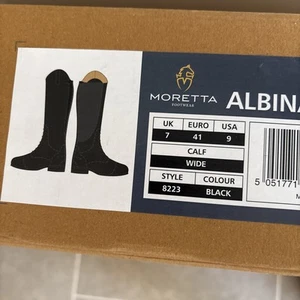 MORETTA
FOOTWEAR
ALBINA
UK EURO USA
7 41 9
CALF
WIDE
STYLE COLOUR
8223 BLACK
5 051771